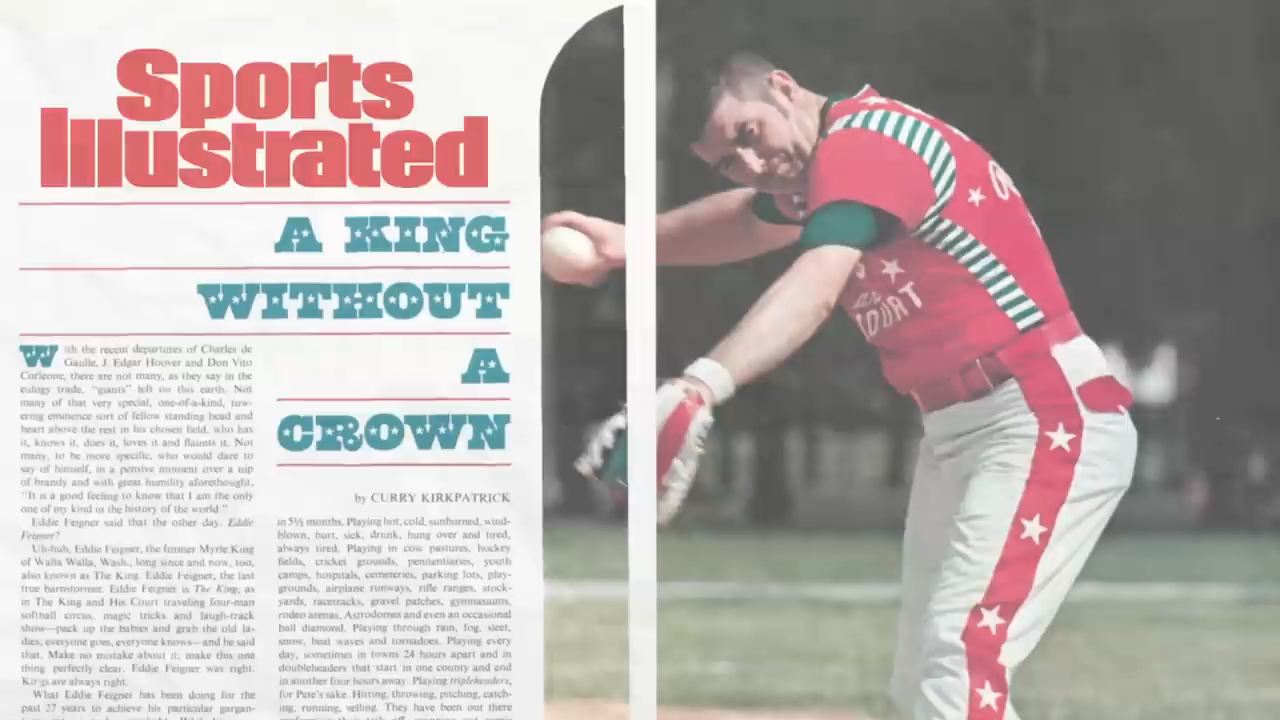 Sports
Illustrated
A KING
WITHOUT
A
CROWN
by CURRY KIRKPATRICK
With the recent departures of Charles de
Gaulle, J. Edgar Hoover and Don Vito
Corleone, there are not many, as they say in the
eulogy trade, "giants" left on this earth. Not
many of that very special, one-of-a-kind, tow-
ering eminence sort of fellow standing head and
heart above the rest in his chosen field, who has
it, knows it, does it, loves it and flaunts it. Not
many, to be more specific, who would dare to
say of himself, in a pensive moment over a nip
of brandy and with great humility aforethought,
"It is a good feeling to know that I am the only
one of my kind in the history of the world."
Eddie Feigner said that the other day. Eddie
Feigner?
Uh-huh, Eddie Feigner, the former Myrle King
of Walla Walla, Wash., long since and now, too,
also known as The King. Eddie Feigner, the last
true barnstormer. Eddie Feigner is The King, as
in The King and His Court traveling four-man
softball circus, magic tricks and laugh-track
show—pack up the babies and grab the old la-
dies, everyone goes, everyone knows—and he said
that. Make no mistake about it; make this one
thing perfectly clear. Eddie Feigner was right.
Kings are always right.
What Eddie Feigner has been doing for the
past 27 years to achieve his particular gargan-
in 5½ months. Playing hot, cold, sunburned, wind-
blown, hurt, sick, drunk, hung over and tired,
always tired. Playing in cow pastures, hockey
fields, cricket grounds, penitentiaries, youth
camps, hospitals, cemeteries, parking lots, play-
grounds, airplane runways, rifle ranges, stock-
yards, racetracks, gravel patches, gymnasiums,
rodeo arenas, Astrodomes and even an occasional
ball diamond. Playing through rain, fog, sleet,
snow, heat waves and tornadoes. Playing every
day, sometimes in towns 24 hours apart and in
doubleheaders that start in one county and end
in another four hours away. Playing tripleheaders,
for Pete's sake. Hitting, throwing, pitching, catch-
ing, running, selling. They have been out there
COURT